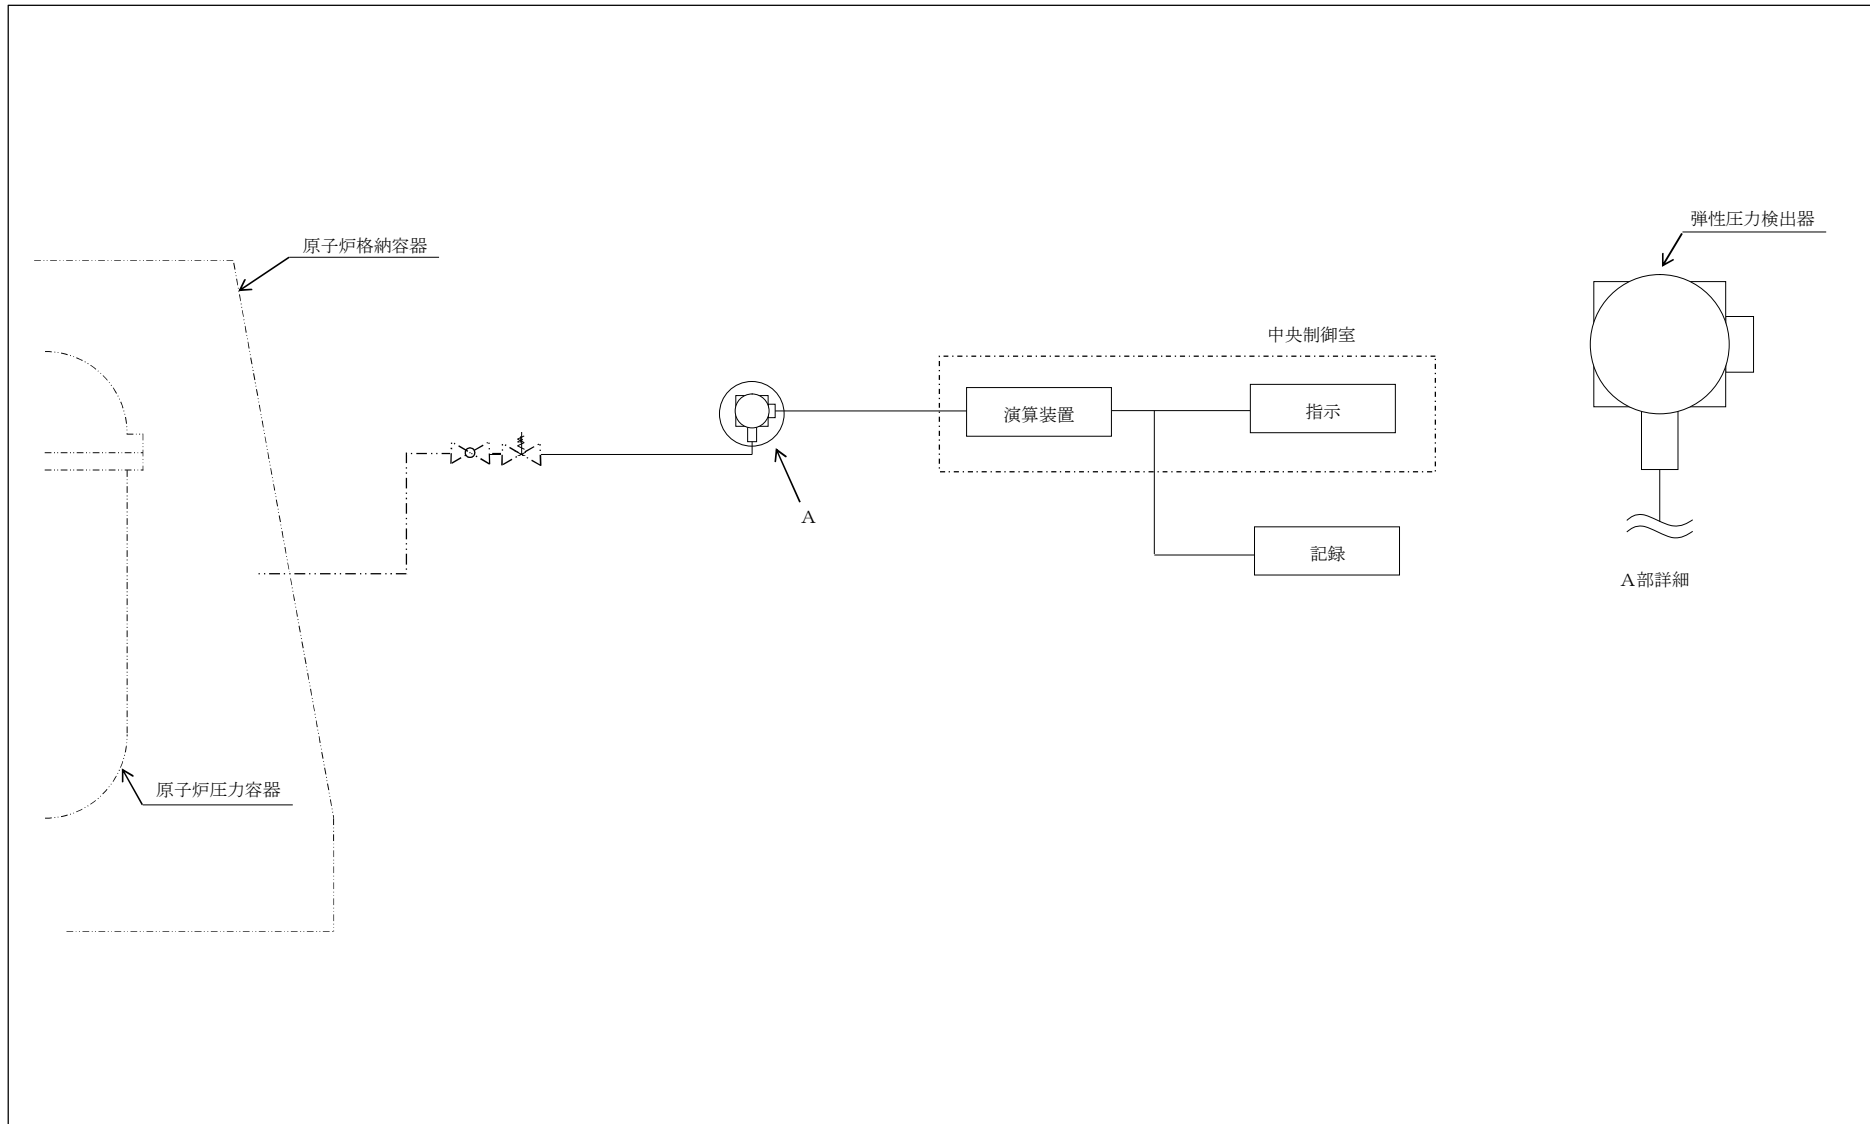 弾性圧力検出器
原子炉格納容器
中央制御室
演算装置
指示
A
記録
A部詳細
原子炉圧力容器